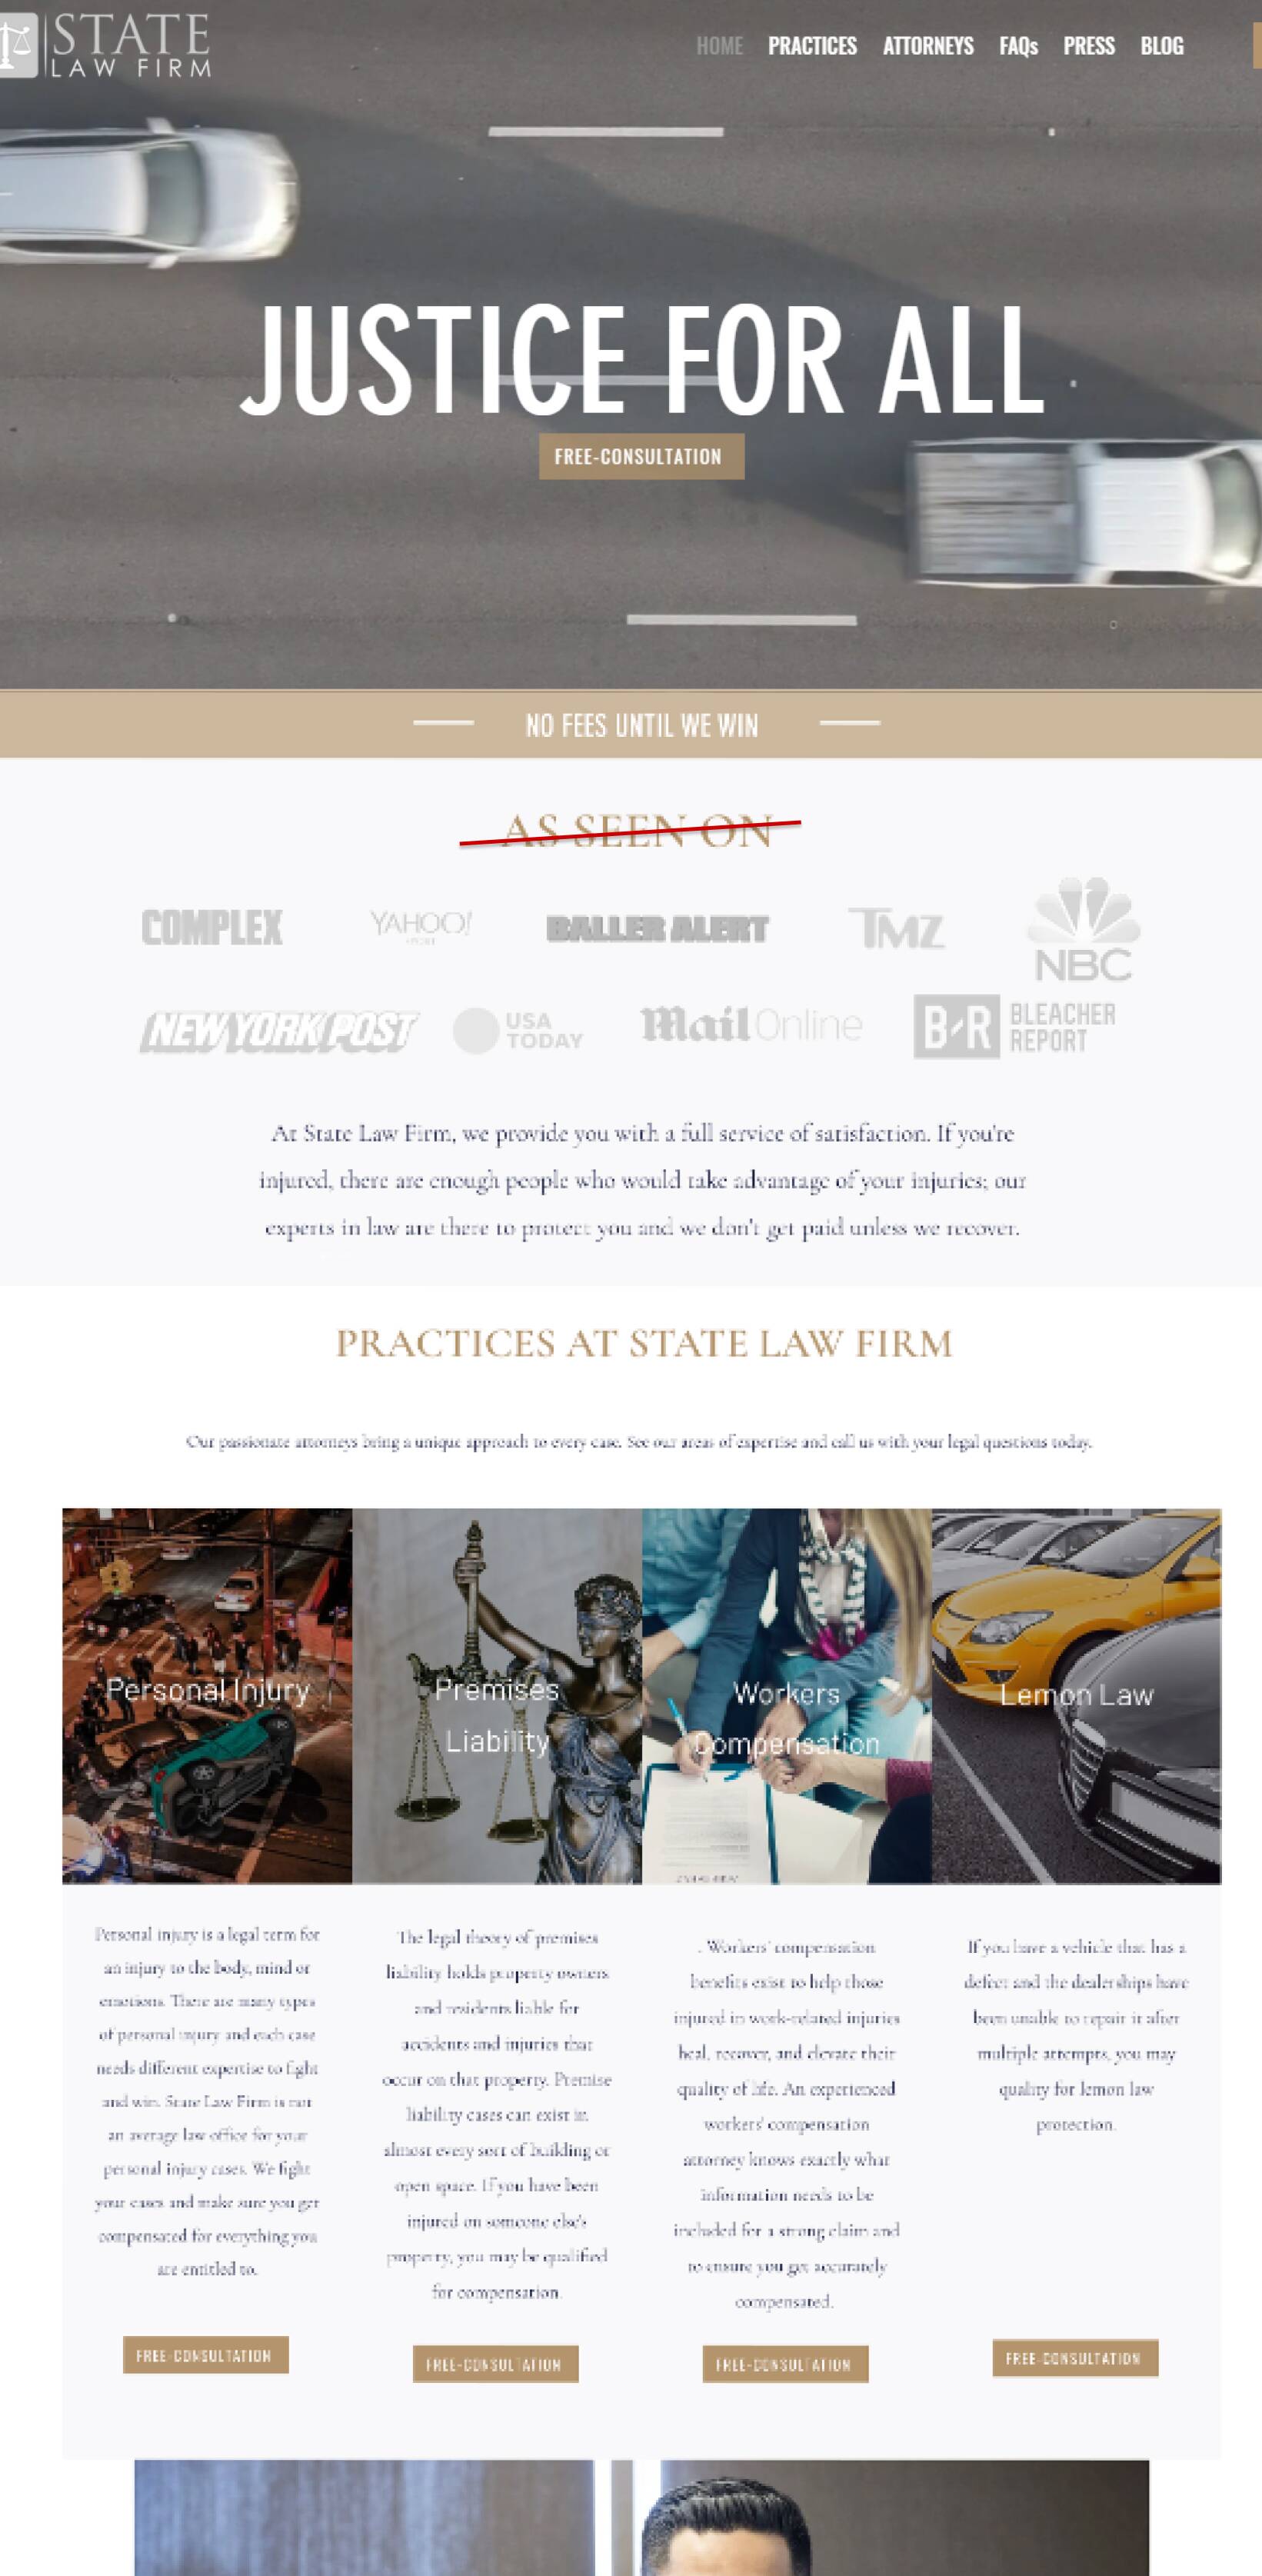 STATE
LAW FIRM
HOME PRACTICES ATTORNEYS FAQs PRESS BLOG
JUSTICE FOR ALL
FREE-CONSULTATION
NO FEES UNTIL WE WIN
AS SEEN ON
COMPLEX YAHOO! BALLER ALERT TMZ
NBC
NEW YORK POST USA TODAY Mail Online B/R BLEACHER REPORT
At State Law Firm, we provide you with a full service of satisfaction. If you're
injured, there are enough people who would take advantage of your injuries; our
experts in law are there to protect you and we don't get paid unless we recover.
PRACTICES AT STATE LAW FIRM
Our passionate attorneys bring a unique approach to every case. See our areas of expertise and call us with your legal questions today.
Personal Injury
Personal injury is a legal term for
an injury to the body, mind or
emotions. There are many types
of personal injury and each case
needs different expertise to fight
and win. State Law Firm is not
an average law office for your
personal injury cases. We fight
your cases and make sure you get
compensated for everything you
are entitled to.
FREE-CONSULTATION
Premises
Liability
The legal theory of premises
liability holds property owners
and residents liable for
accidents and injuries that
occur on that property. Premise
liability cases can exist in
almost every sort of building or
open space. If you have been
injured on someone else's
property, you may be qualified
for compensation.
FREE-CONSULTATION
Workers
Compensation
. Workers' compensation
benefits exist to help those
injured in work-related injuries
heal, recover, and elevate their
quality of life. An experienced
workers' compensation
attorney knows exactly what
information needs to be
included for a strong claim and
to ensure you get accurately
compensated.
FREE-CONSULTATION
Lemon Law
If you have a vehicle that has a
defect and the dealerships have
been unable to repair it after
multiple attempts, you may
quality for lemon law
protection.
FREE-CONSULTATION